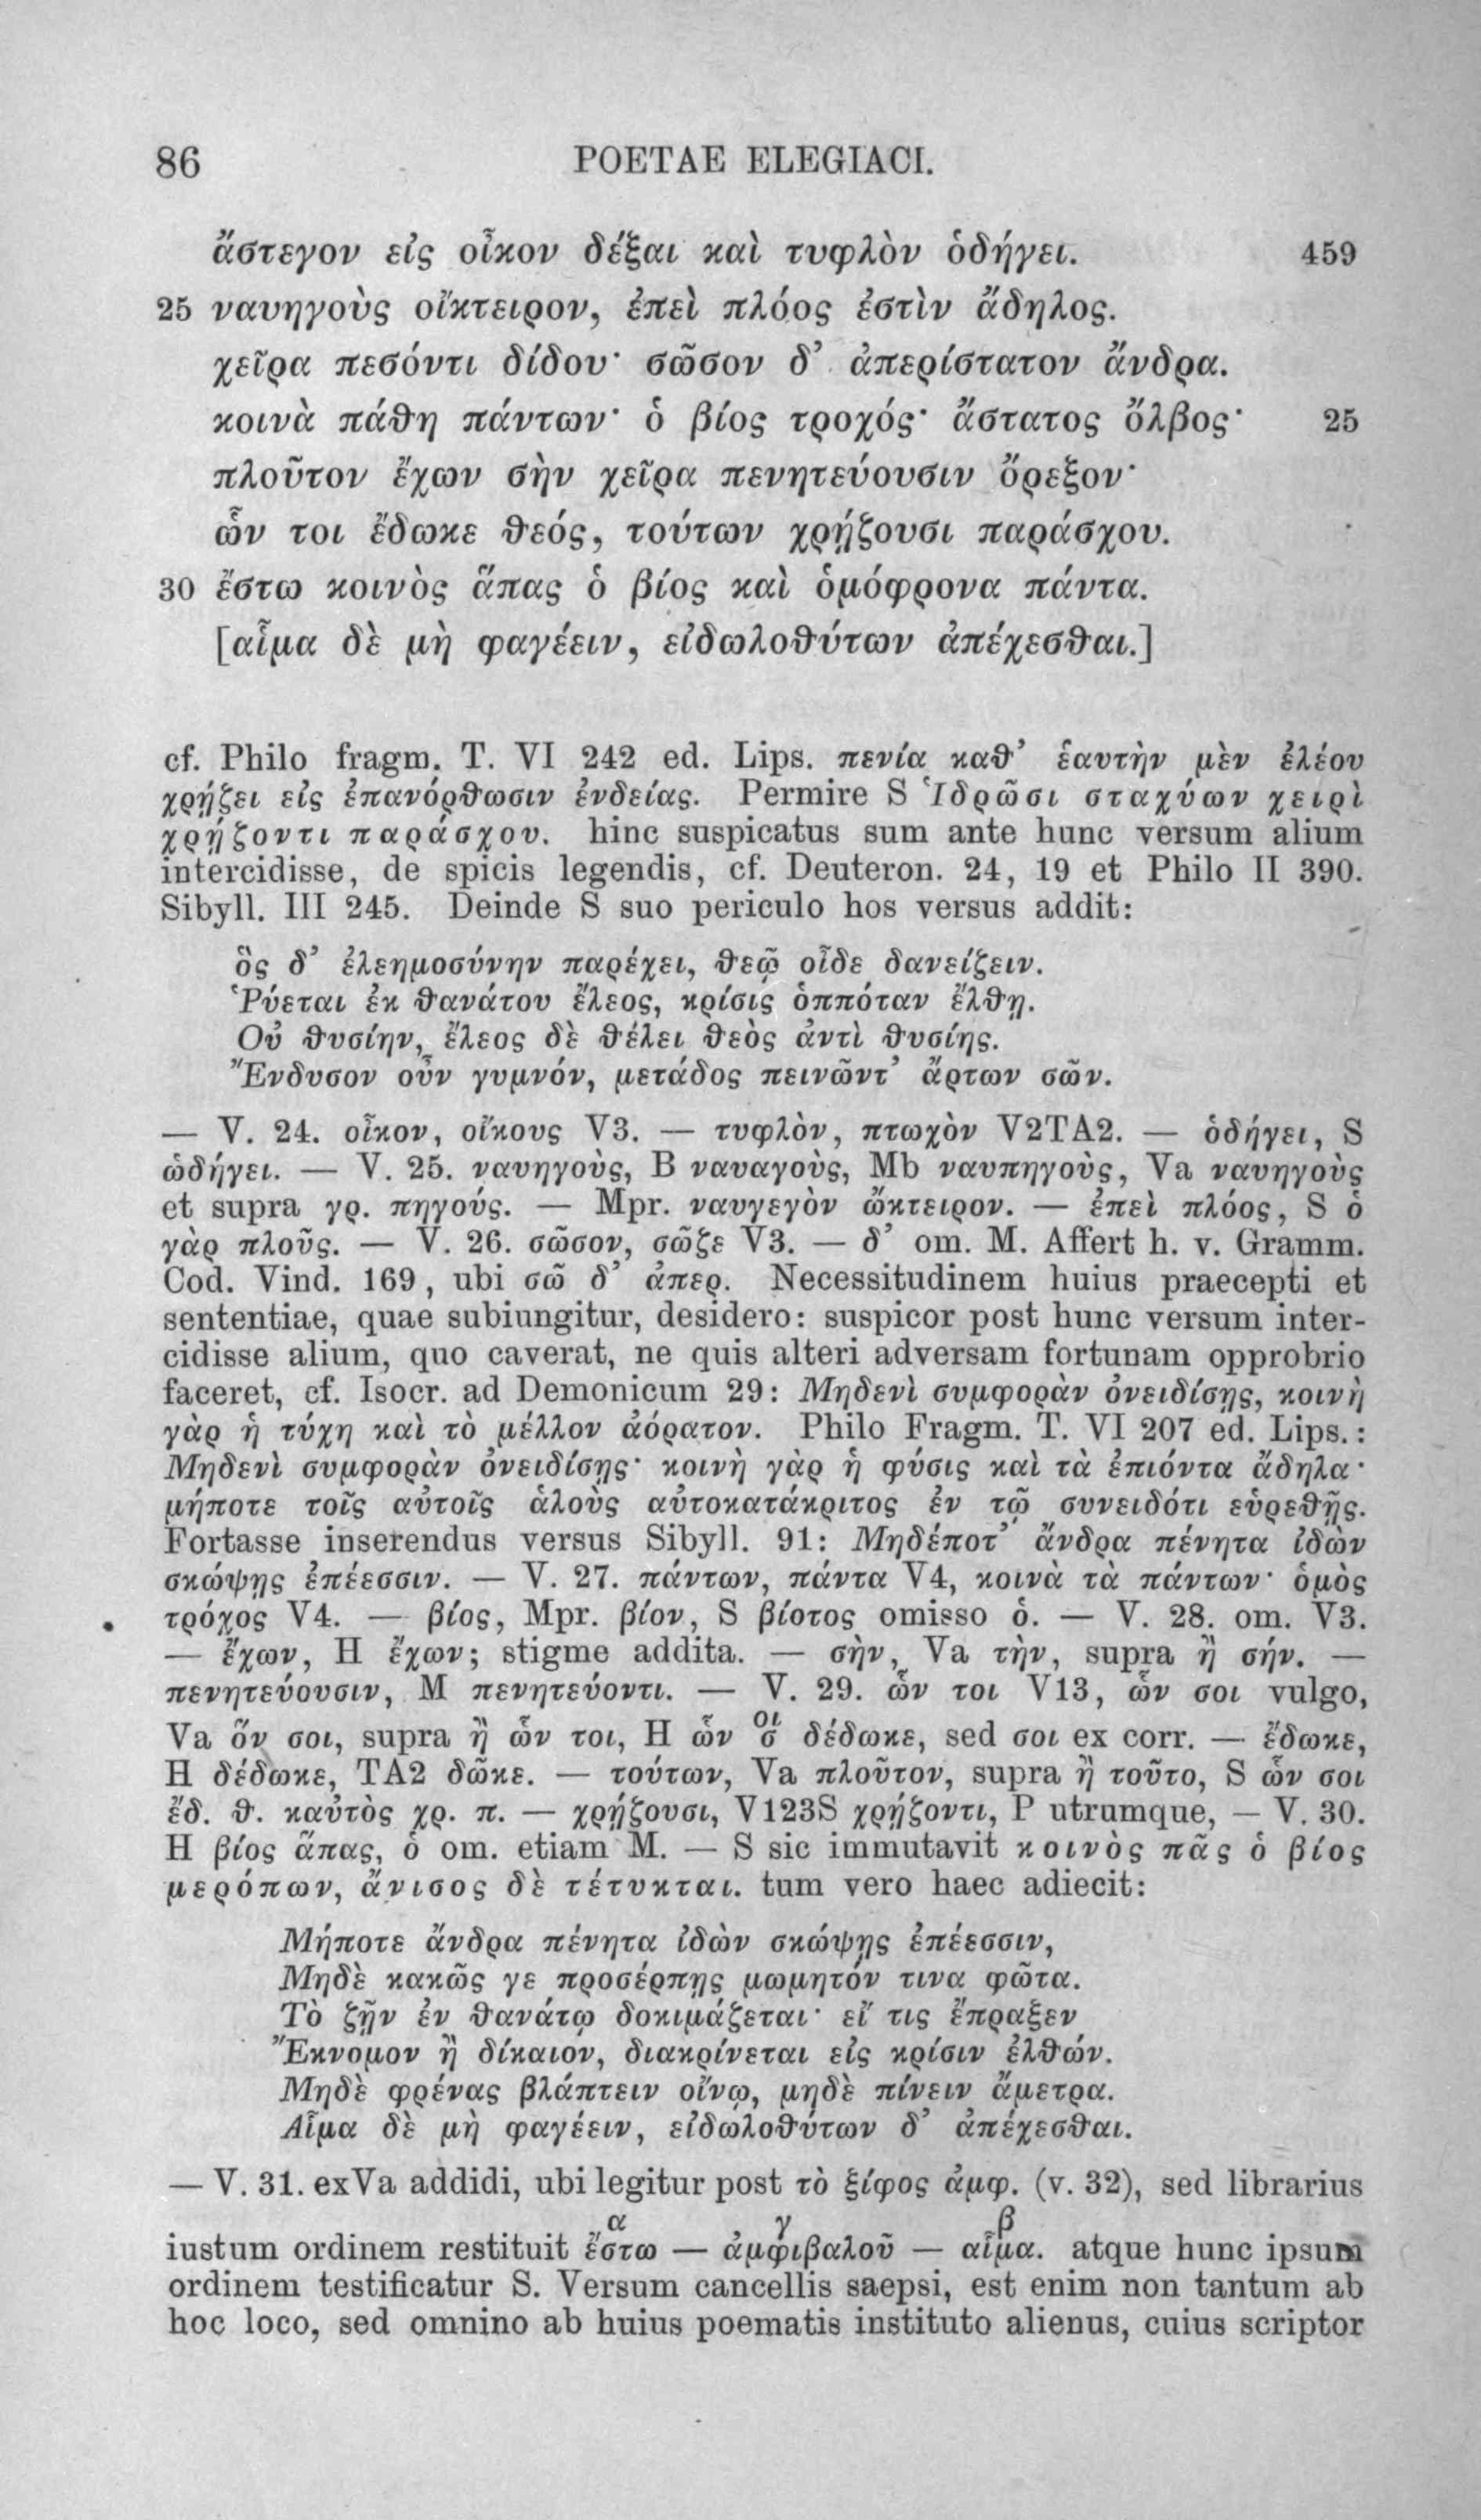 86 POETAE ELEGIACI.
ἄστεγον εἰς οἶκον δέξαι καὶ τυφλὸν ὁδήγει. 459
25 ναυηγοὺς οἴκτειρον, ἐπεὶ πλόος ἐστὶν ἄδηλος.
χεῖρα πεσόντι δίδου· σῶσον δ’ ἀπερίστατον ἄνδρα.
κοινὰ πάθη πάντων· ὁ βίος τροχός· ἄστατος ὄλβος· 25
πλοῦτον ἔχων σὴν χεῖρα πενητεύουσιν ὄρεξον·
ὧν τοι ἔδωκε θεός, τούτων χρῄζουσι παράσχου.
30 ἔστω κοινὸς ἅπας ὁ βίος καὶ ὁμόφρονα πάντα.
[αἷμα δὲ μὴ φαγέειν, εἰδωλοθύτων ἀπέχεσθαι.]
cf. Philo fragm. T. VI 242 ed. Lips. πενία καθ’ ἑαυτὴν μὲν ἐλέου
χρῄζει εἰς ἐπανόρθωσιν ἐνδείας. Permire S Ἱδρῶσι σταχύων χειρὶ
χρῄζοντι παράσχου. hinc suspicatus sum ante hunc versum alium
intercidisse, de spicis legendis, cf. Deuteron. 24, 19 et Philo II 390.
Sibyll. III 245. Deinde S suo periculo hos versus addit:
ὃς δ’ ἐλεημοσύνην παρέχει, θεῷ οἶδε δανείζειν.
Ῥύεται ἐκ θανάτου ἔλεος, κρίσις ὁππόταν ἔλθῃ.
Οὐ θυσίην, ἔλεος δὲ θέλει θεὸς ἀντὶ θυσίης.
Ἔνδυσον οὖν γυμνόν, μετάδος πεινῶντ’ ἄρτων σῶν.
— V. 24. οἶκον, οἴκους V3. — τυφλὸν, πτωχὸν V2TA2. — ὁδήγει, S
ὡδήγει. — V. 25. ναυηγοὺς, B ναυαγοὺς, Mb ναυπηγοὺς, Va ναυηγοὺς
et supra γρ. πηγούς. — Mpr. ναυγεγὸν ᾤκτειρον. — ἐπεὶ πλόος, S ὁ
γὰρ πλοῦς. — V. 26. σῶσον, σῶζε V3. — δ’ om. M. Affert h. v. Gramm.
Cod. Vind. 169, ubi σῶ δ’ ἀπερ. Necessitudinem huius praecepti et
sententiae, quae subiungitur, desidero: suspicor post hunc versum inter-
cidisse alium, quo caverat, ne quis alteri adversam fortunam opprobrio
faceret, cf. Isocr. ad Demonicum 29: Μηδενὶ συμφορὰν ὀνειδίσῃς, κοινὴ
γὰρ ἡ τύχη καὶ τὸ μέλλον ἀόρατον. Philo Fragm. T. VI 207 ed. Lips.:
Μηδενὶ συμφορὰν ὀνειδίσῃς· κοινὴ γὰρ ἡ φύσις καὶ τὰ ἐπιόντα ἄδηλα·
μήποτε τοῖς αὐτοῖς ἁλοὺς αὐτοκατάκριτος ἐν τῷ συνειδότι εὑρεθῇς.
Fortasse inserendus versus Sibyll. 91: Μηδέποτ’ ἄνδρα πένητα ἰδὼν
σκώψῃς ἐπέεσσιν. — V. 27. πάντων, πάντα V4, κοινὰ τὰ πάντων· ὁμὸς
τρόχος V4. — βίος, Mpr. βίον, S βίοτος omisso ὁ. — V. 28. om. V3.
— ἔχων, H ἔχων; stigme addita. — σὴν, Va τὴν, supra ἢ σήν. —
πενητεύουσιν, M πενητεύοντι. — V. 29. ὧν τοι V13, ὧν σοι vulgo,
Va ὅν σοι, supra ἢ ὧν τοι, H ὧν σ̓οι δέδωκε, sed σοι ex corr. — ἔδωκε,
H δέδωκε, TA2 δῶκε. — τούτων, Va πλοῦτον, supra ἢ τοῦτο, S ὧν σοι
ἔδ. θ. καὐτὸς χρ. π. — χρῄζουσι, V123S χρῄζοντι, P utrumque, — V. 30.
H βίος ἅπας, ὁ om. etiam M. — S sic immutavit κοινὸς πᾶς ὁ βίος
μερόπων, ἄνισος δὲ τέτυκται. tum vero haec adiecit:
Μήποτε ἄνδρα πένητα ἰδὼν σκώψῃς ἐπέεσσιν,
Μηδὲ κακῶς γε προσέρπῃς μωμητόν τινα φῶτα.
Τὸ ζῇν ἐν θανάτῳ δοκιμάζεται· εἴ τις ἔπραξεν
Ἔκνομον ἢ δίκαιον, διακρίνεται εἰς κρίσιν ἐλθών.
Μηδὲ φρένας βλάπτειν οἴνῳ, μηδὲ πίνειν ἄμετρα.
Αἷμα δὲ μὴ φαγέειν, εἰδωλοθύτων δ’ ἀπέχεσθαι.
— V. 31. ex Va addidi, ubi legitur post τὸ ξίφος ἀμφ. (v. 32), sed librarius
α γ β
iustum ordinem restituit ἔστω — ἀμφιβαλοῦ — αἷμα. atque hunc ipsum
ordinem testificatur S. Versum cancellis saepsi, est enim non tantum ab
hoc loco, sed omnino ab huius poematis instituto alienus, cuius scriptor